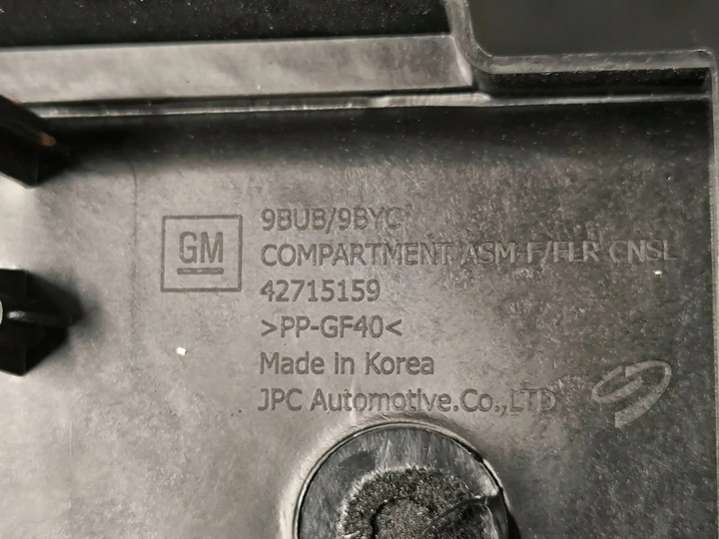 GM
9BUB/9BYC
COMPARTMENT ASM-F/FLR CNSL
42715159
>PP-GF40<
Made in Korea
JPC Automotive.Co.,LTD